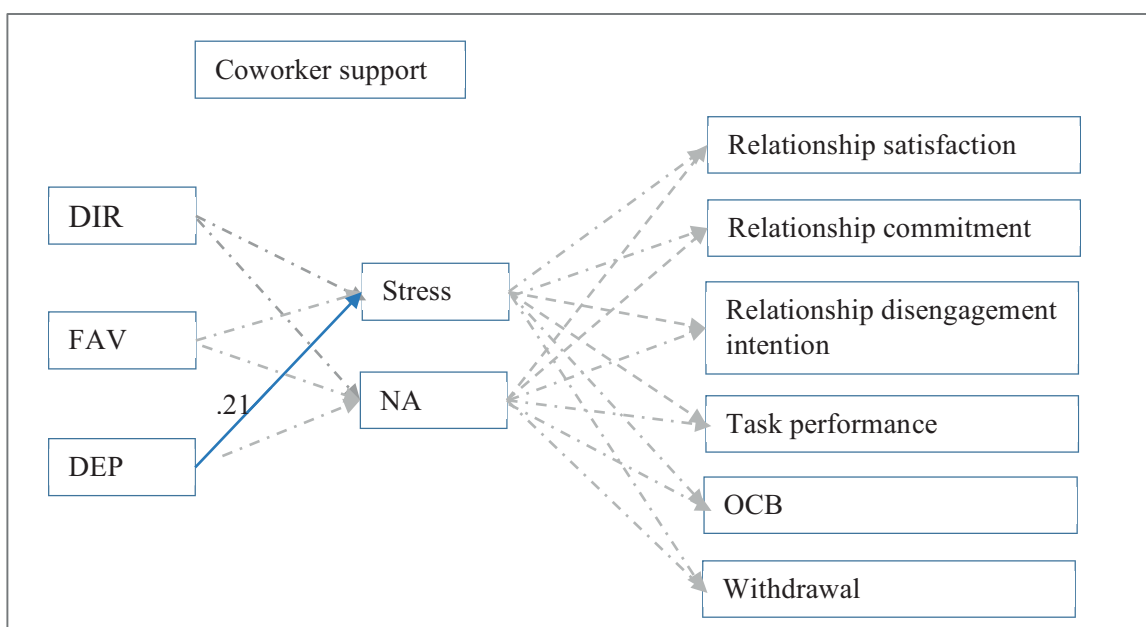 Coworker support
Relationship satisfaction
DIR
Relationship commitment
Stress
Relationship disengagement
intention
FAV
NA
.21
Task performance
DEP
OCB
Withdrawal